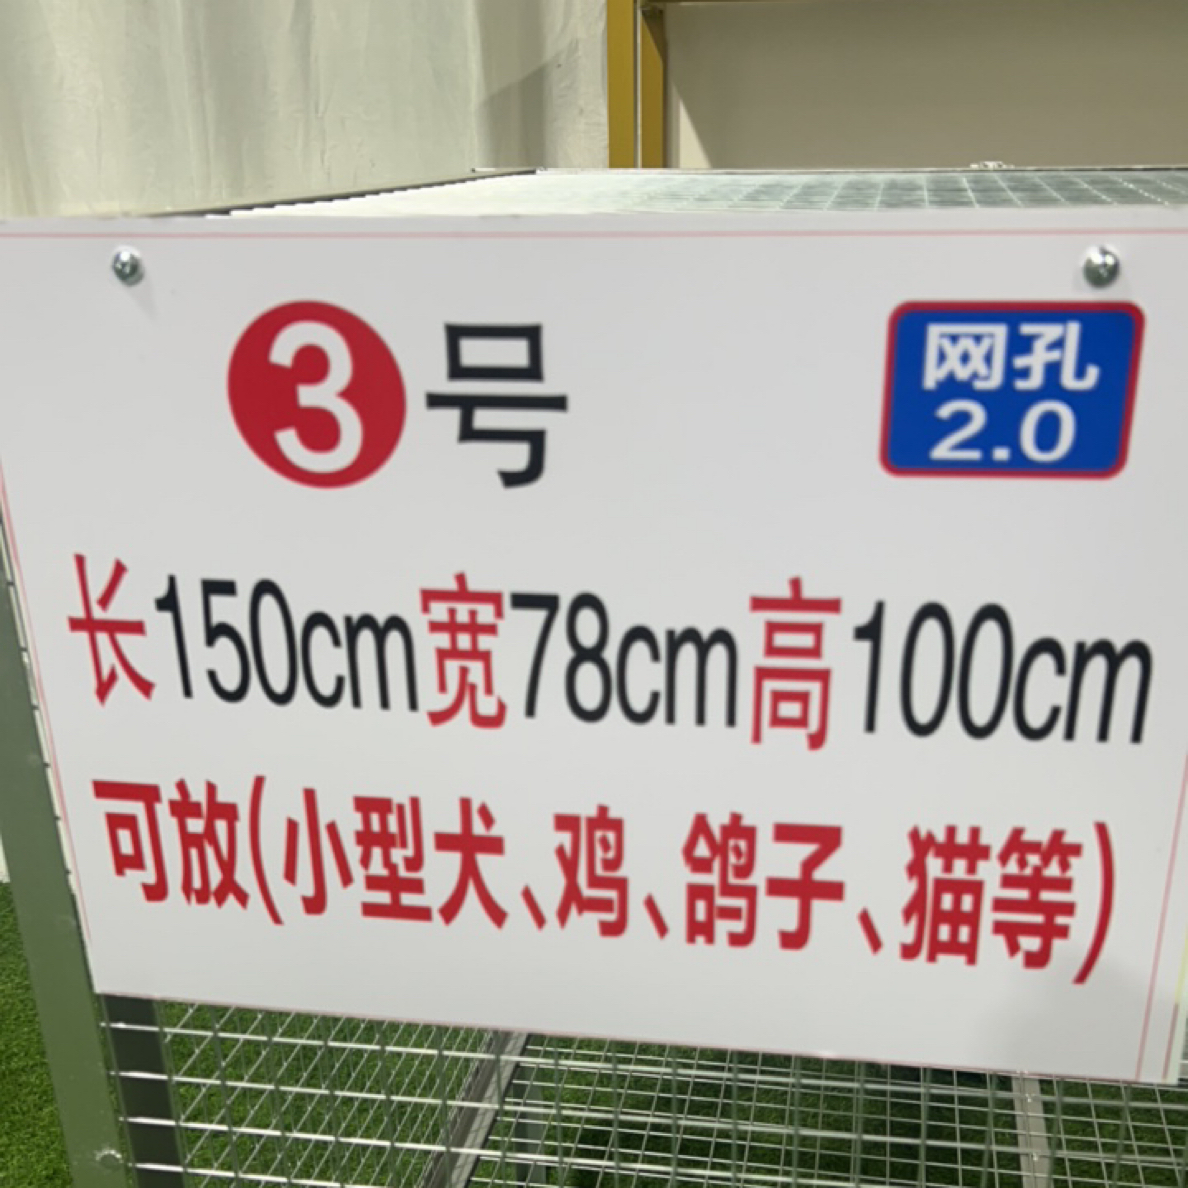 3号
网孔
2.0
长150cm宽78cm高100cm
可放(小型犬、鸡、鸽子、猫等)